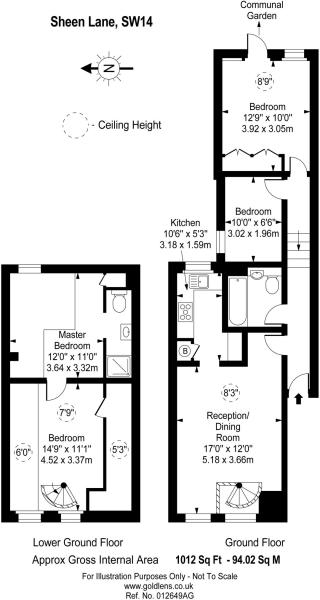 Sheen Lane, SW14
Communal
Garden
N
- Ceiling Height
8'9"
Bedroom
12'9" x 10'0"
3.92 x 3.05m
Bedroom
10'0" x 6'6"
3.02 x 1.96m
Kitchen
10'6" x 5'3"
3.18 x 1.59m
B
Master
Bedroom
12'0" x 11'0"
3.64 x 3.32m
8'3"
Reception/
Dining
Room
17'0" x 12'0"
5.18 x 3.66m
7'9"
Bedroom
14'9" x 11'1"
4.52 x 3.37m
6'0"
5'3"
Lower Ground Floor
Ground Floor
Approx Gross Internal Area 1012 Sq Ft - 94.02 Sq M
For Illustration Purposes Only - Not To Scale
www.goldlens.co.uk
Ref. No. 012649AG